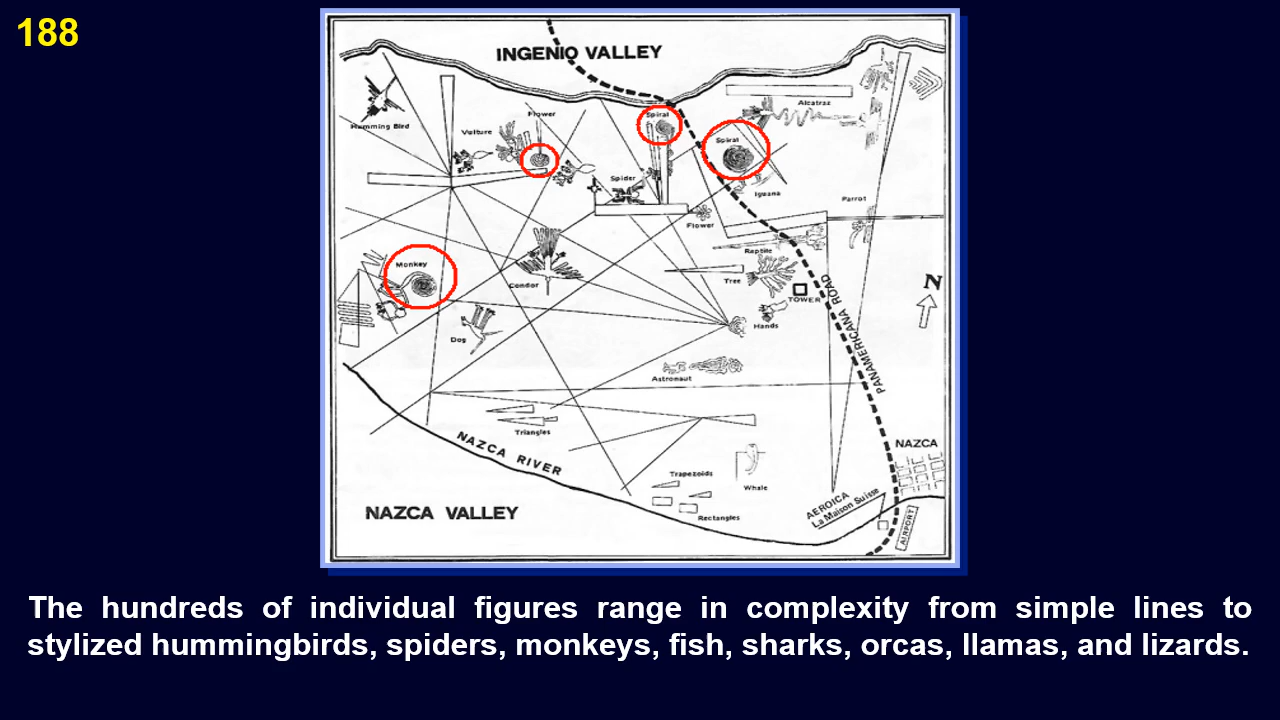 188
INGENIO VALLEY
Alcatraz
Flower
Spiral
Humming Bird
Vulture
Spiral
Spider
Iguana
Parrot
Flower
Reptile
Monkey
Condor
Tree
TOWER
N
Hands
PANAMERICANA ROAD
Dog
Astronaut
Triangles
NAZCA RIVER
NAZCA
Trapezoids
Whale
AEROICA
La Maison Suisse
NAZCA VALLEY
Rectangles
AIRPORT
The hundreds of individual figures range in complexity from simple lines to
stylized hummingbirds, spiders, monkeys, fish, sharks, orcas, llamas, and lizards.